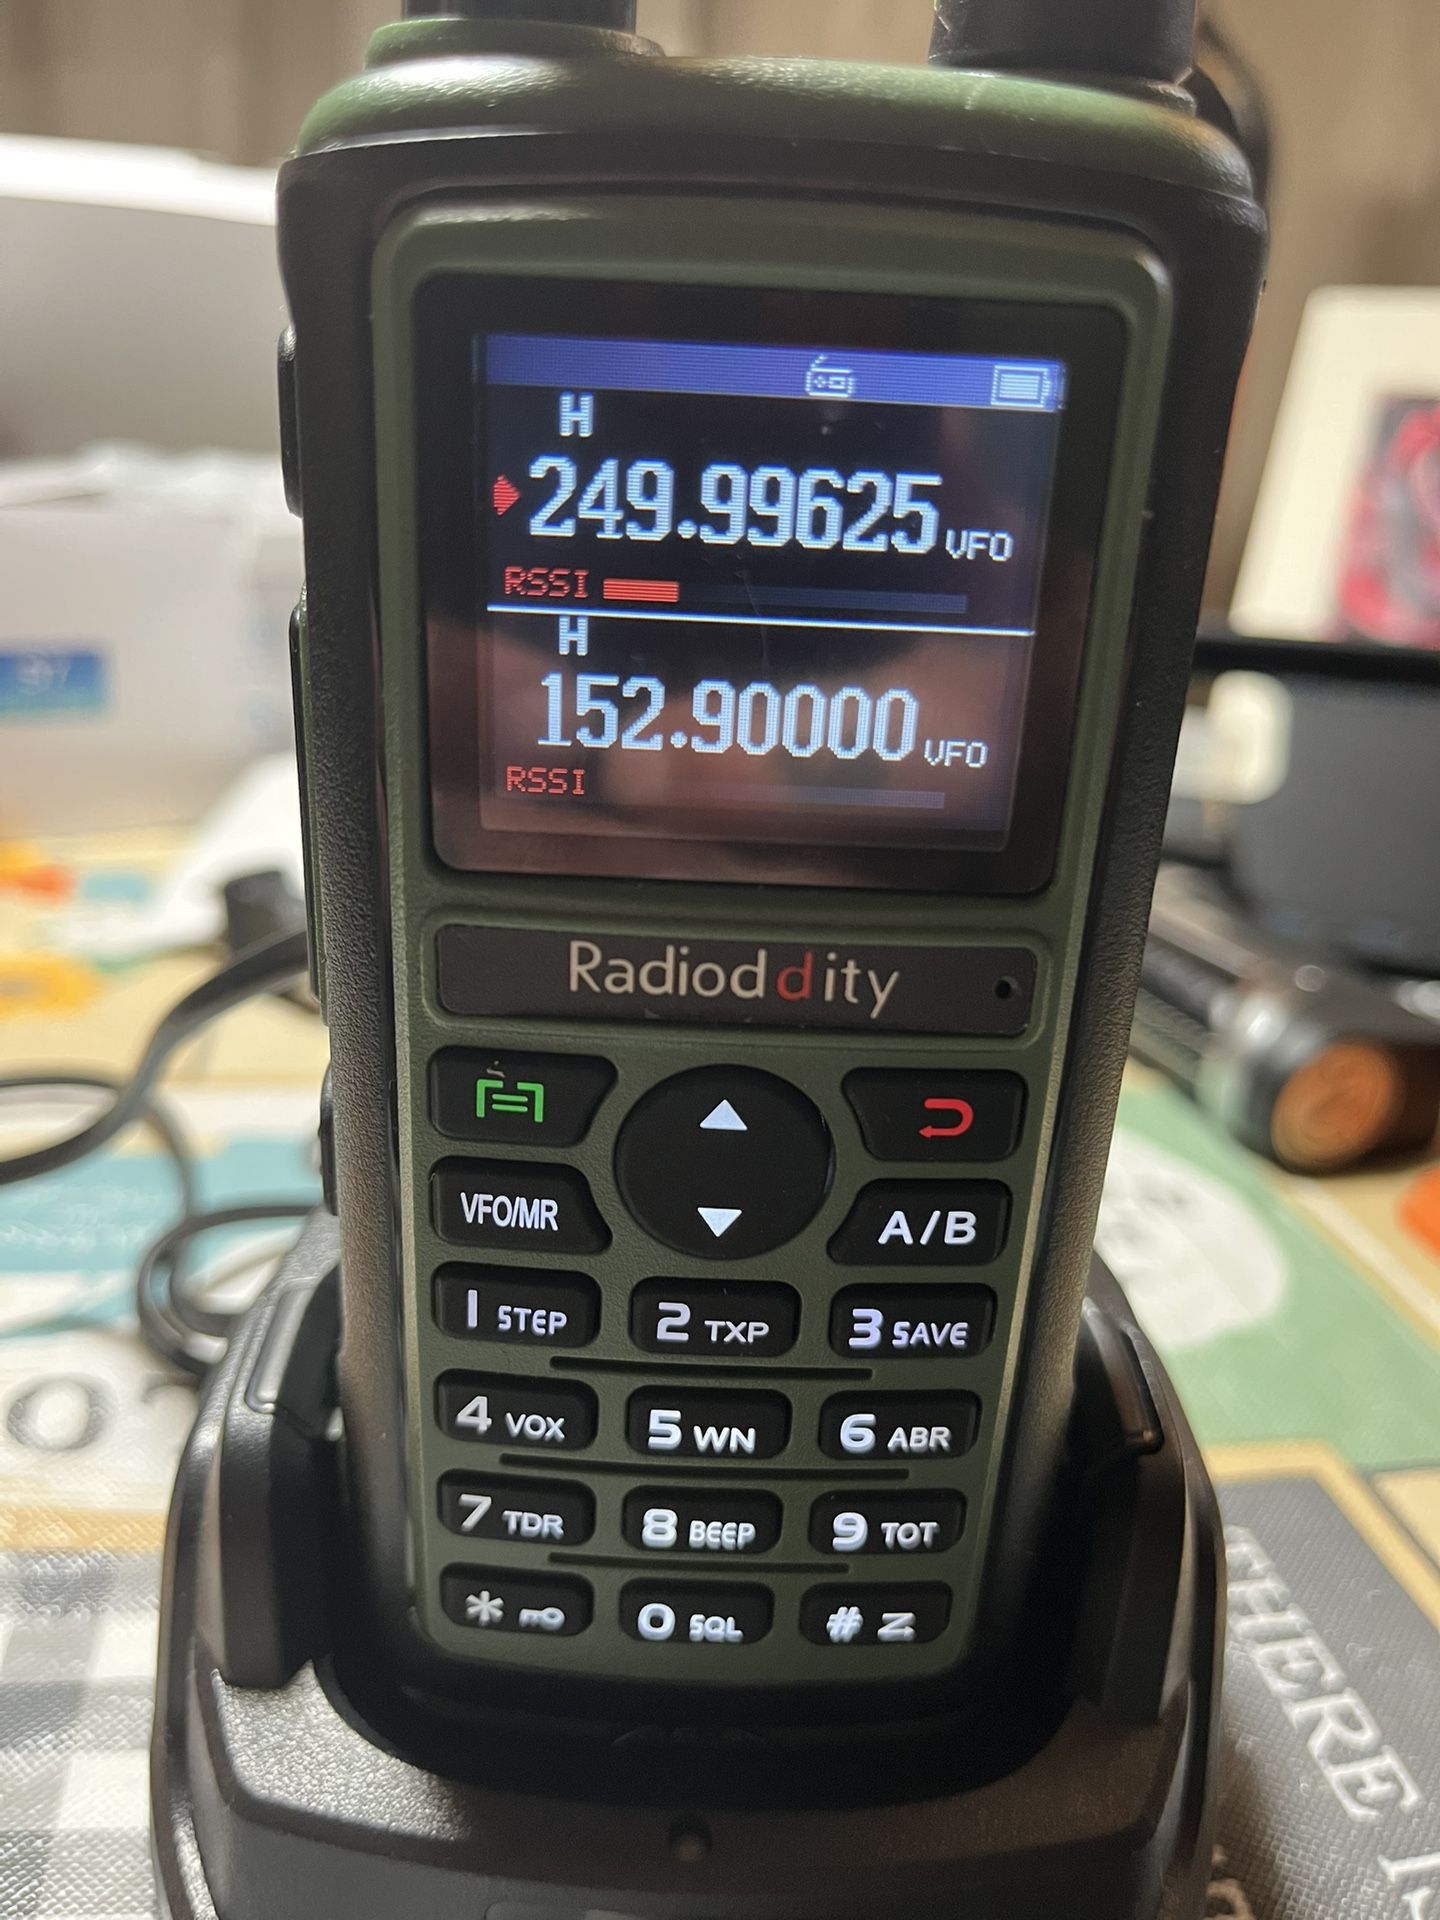 H
249.99625 VFO
RSSI
H
152.90000 VFO
RSSI
Radioddity
VFO/MR
A/B
1 STEP
2 TXP
3 SAVE
4 VOX
5 WN
6 ABR
7 TDR
8 BEEP
9 TOT
*
0 SQL
#
THERE